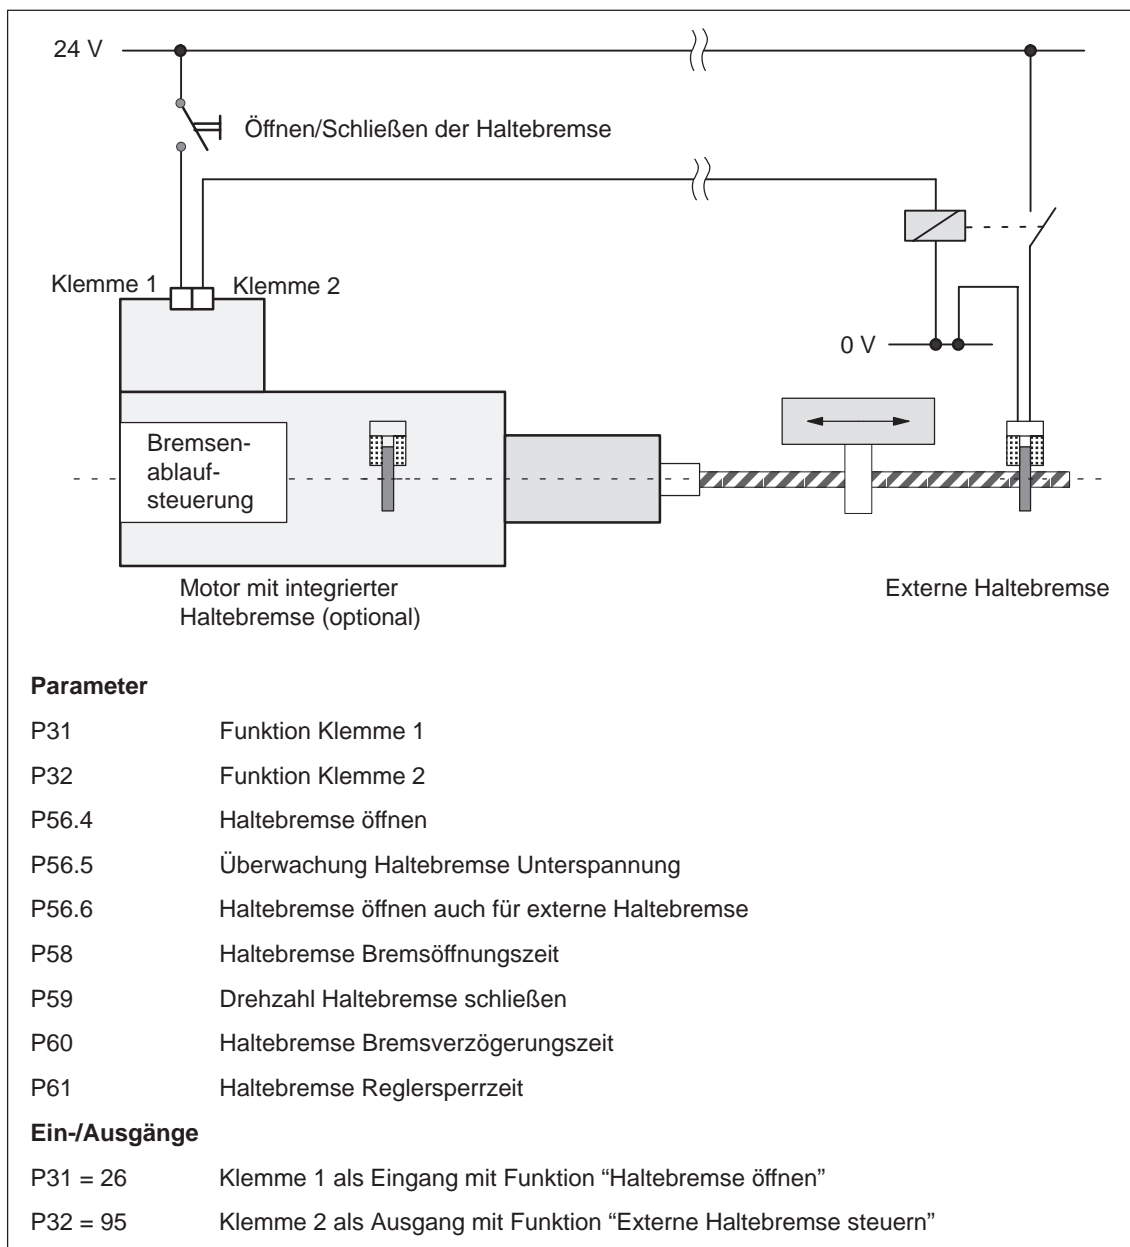 24 V
Öffnen/Schließen der Haltebremse
Klemme 1
Klemme 2
0 V
Bremsen-
ablauf-
steuerung
Motor mit integrierter
Haltebremse (optional)
Externe Haltebremse
Parameter
P31 Funktion Klemme 1
P32 Funktion Klemme 2
P56.4 Haltebremse öffnen
P56.5 Überwachung Haltebremse Unterspannung
P56.6 Haltebremse öffnen auch für externe Haltebremse
P58 Haltebremse Bremsöffnungszeit
P59 Drehzahl Haltebremse schließen
P60 Haltebremse Bremsverzögerungszeit
P61 Haltebremse Reglersperrzeit
Ein-/Ausgänge
P31 = 26 Klemme 1 als Eingang mit Funktion “Haltebremse öffnen”
P32 = 95 Klemme 2 als Ausgang mit Funktion “Externe Haltebremse steuern”